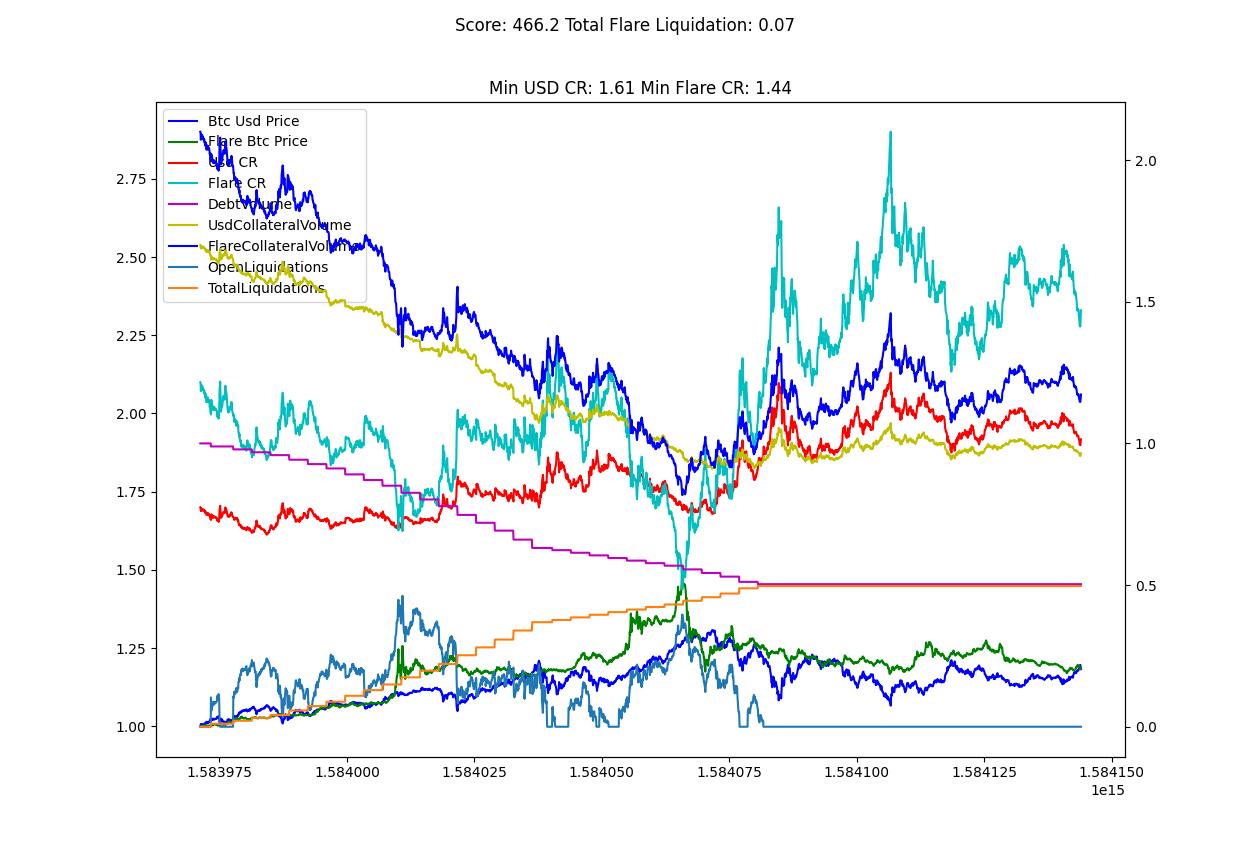 Score: 466.2 Total Flare Liquidation: 0.07
Min USD CR: 1.61 Min Flare CR: 1.44
Btc Usd Price
Flare Btc Price
Usd CR
Flare CR
DebtVolume
UsdCollateralVolume
FlareCollateralVolume
OpenLiquidations
TotalLiquidations
2.75
2.50
2.25
2.00
1.75
1.50
1.25
1.00
2.0
1.5
1.0
0.5
0.0
1.583975 1.584000 1.584025 1.584050 1.584075 1.584100 1.584125 1.584150
1e15